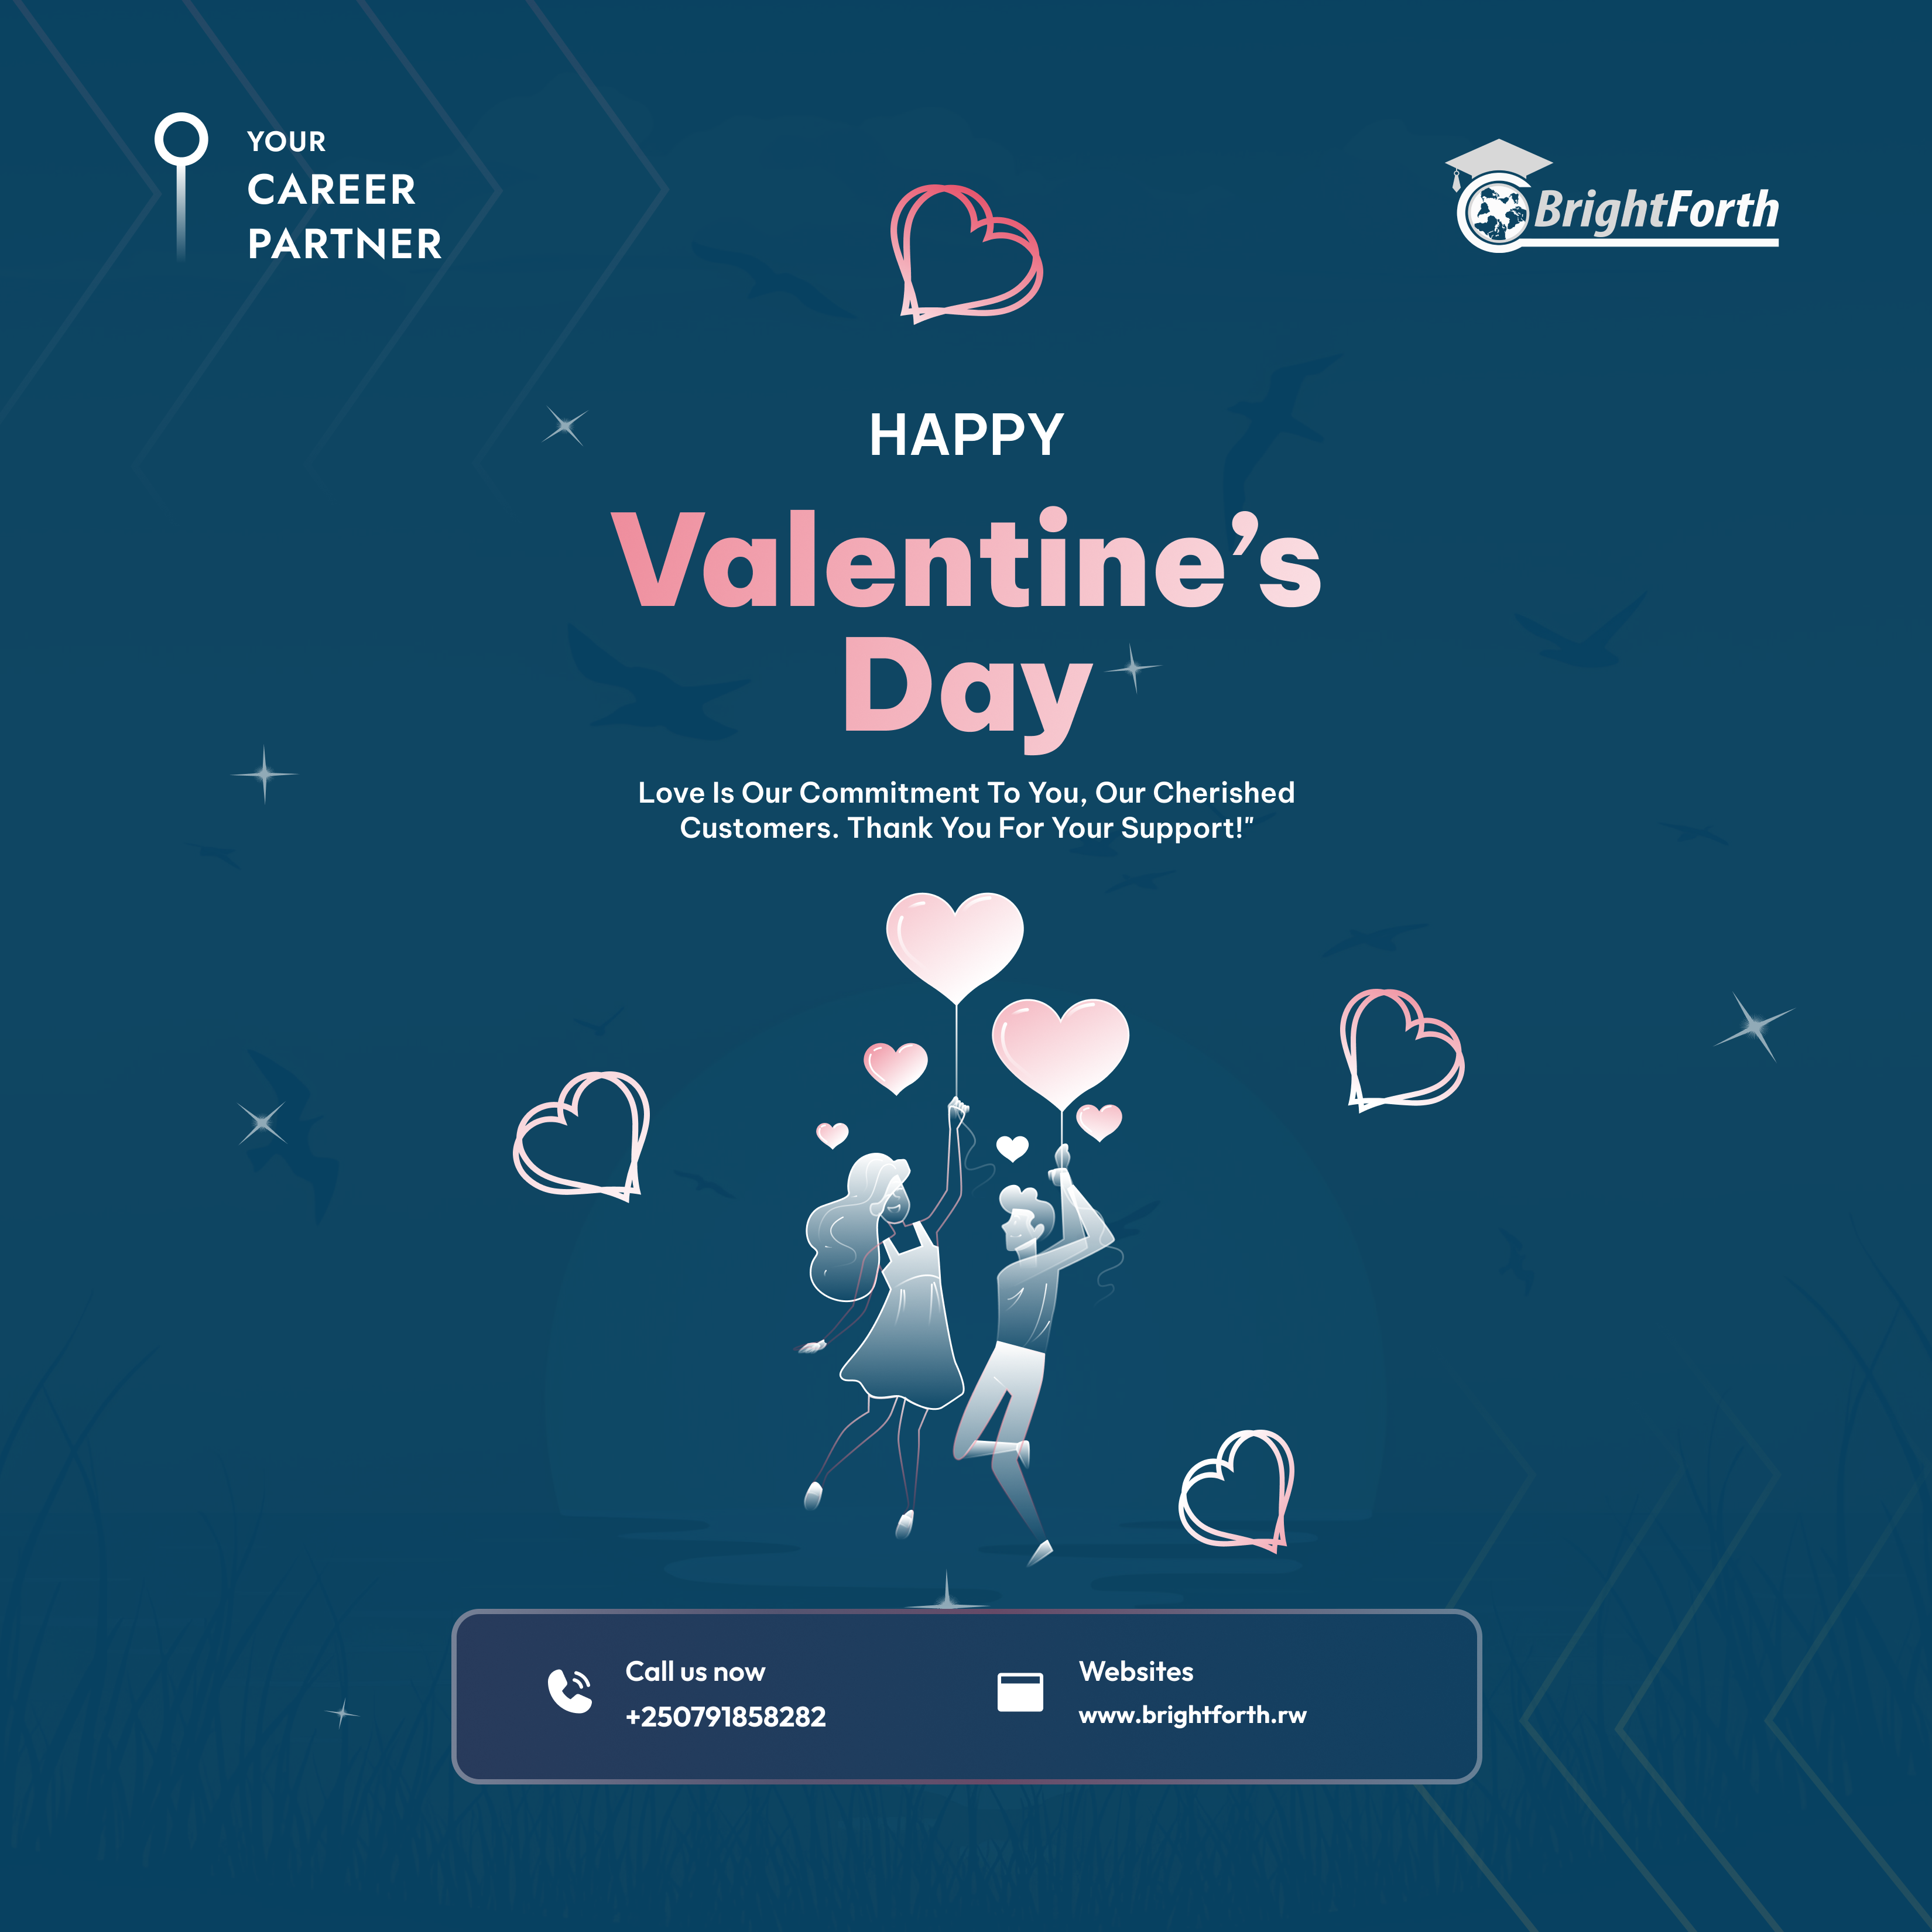 YOUR
CAREER
PARTNER
BrightForth
HAPPY
Valentine’s
Day
Love Is Our Commitment To You, Our Cherished
Customers. Thank You For Your Support!"
Call us now
+250791858282
Websites
www.brightforth.rw